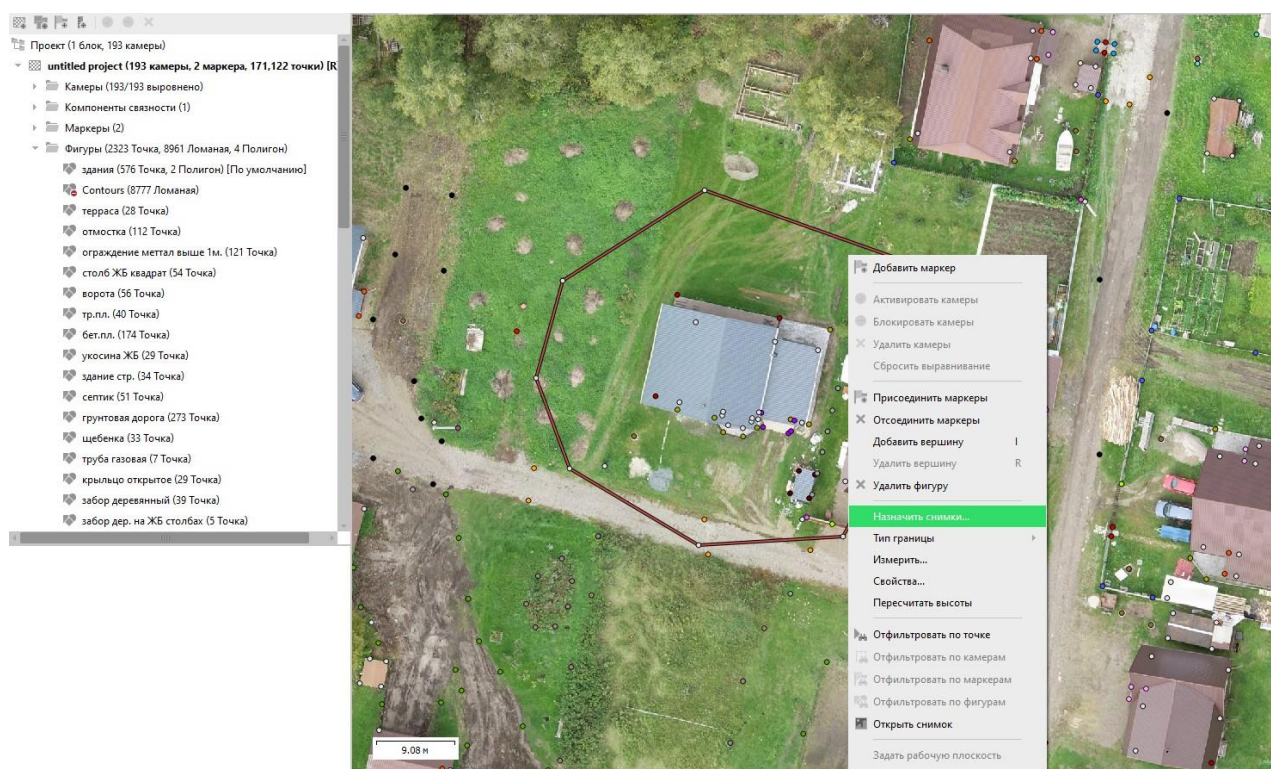 Проект (1 блок, 193 камеры)
untitled project (193 камеры, 2 маркера, 171,122 точки) [R
Камеры (193/193 выровнено)
Компоненты связности (1)
Маркеры (2)
Фигуры (2323 Точка, 8961 Ломаная, 4 Полигон)
здания (576 Точка, 2 Полигон) [По умолчанию]
Contours (8777 Ломаная)
терраса (28 Точка)
отмостка (112 Точка)
ограждение меттал выше 1м. (121 Точка)
столб ЖБ квадрат (54 Точка)
ворота (56 Точка)
тр.пл. (40 Точка)
бет.пл. (174 Точка)
укосина ЖБ (29 Точка)
здание стр. (34 Точка)
септик (51 Точка)
грунтовая дорога (273 Точка)
щебенка (33 Точка)
труба газовая (7 Точка)
крыльцо открытое (29 Точка)
забор деревянный (39 Точка)
забор дер. на ЖБ столбах (5 Точка)
9.08 м
Добавить маркер
Активировать камеры
Блокировать камеры
Удалить камеры
Сбросить выравнивание
Присоединить маркеры
Отсоединить маркеры
Добавить вершину I
Удалить вершину R
Удалить фигуру
Назначить снимки...
Тип границы
Измерить...
Свойства...
Пересчитать высоты
Отфильтровать по точке
Отфильтровать по камерам
Отфильтровать по маркерам
Отфильтровать по фигурам
Открыть снимок
Задать рабочую плоскость